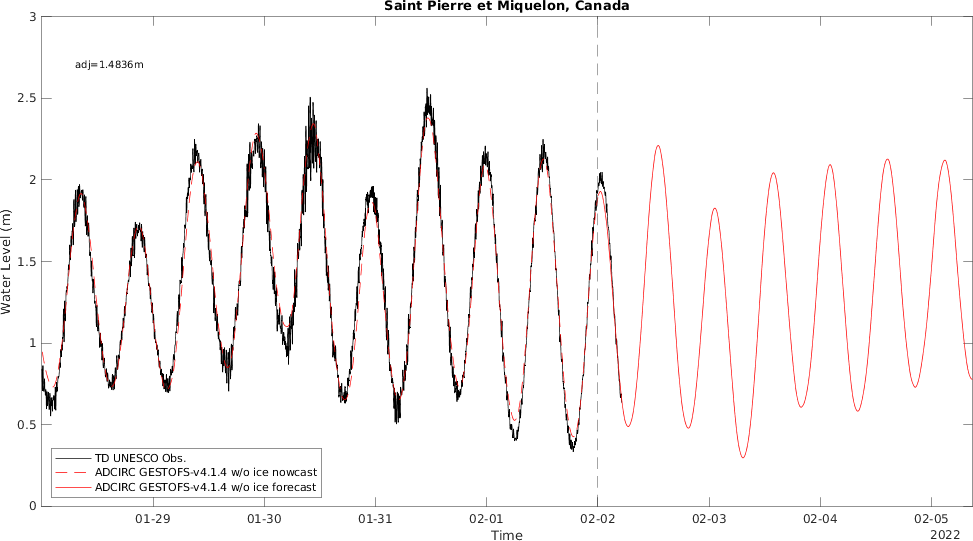 Saint Pierre et Miquelon, Canada
3
adj=1.4836m
2.5
2
1.5
Water Level (m)
1
0.5
TD UNESCO Obs.
ADCIRC GESTOFS-v4.1.4 w/o ice nowcast
ADCIRC GESTOFS-v4.1.4 w/o ice forecast
0
01-29 01-30 01-31 02-01 02-02 02-03 02-04 02-05
Time 2022